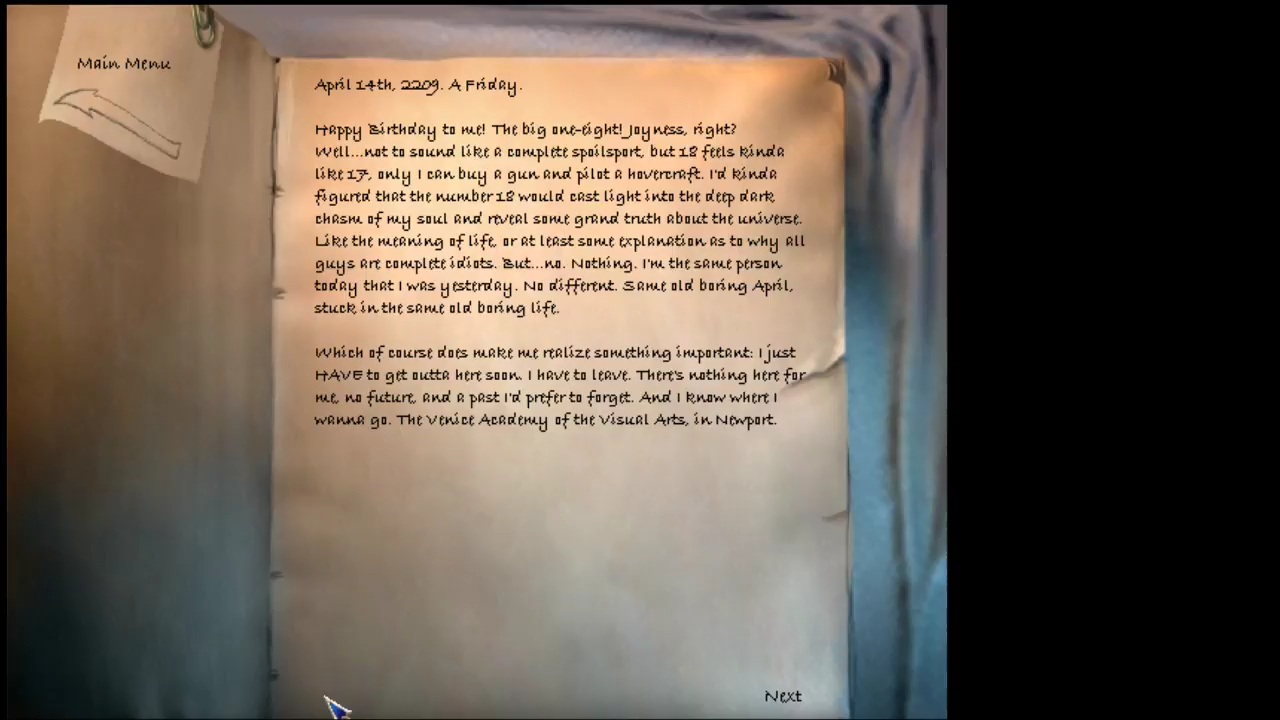 Main Menu
April 14th, 2209. A Friday.
Happy Birthday to me! The big one-eight! Joyness, right?
Well...not to sound like a complete spoilsport, but 18 feels kinda
like 17, only I can buy a gun and pilot a hovercraft. I'd kinda
figured that the number 18 would cast light into the deep dark
chasm of my soul and reveal some grand truth about the universe.
Like the meaning of life, or at least some explanation as to why all
guys are complete idiots. But...no. Nothing. I'm the same person
today that I was yesterday. No different. Same old boring April,
stuck in the same old boring life.
Which of course does make me realize something important: I just
HAVE to get outta here soon. I have to leave. There's nothing here for
me, no future, and a past I'd prefer to forget. And I know where I
wanna go. The Venice Academy of the Visual Arts, in Newport.
Next